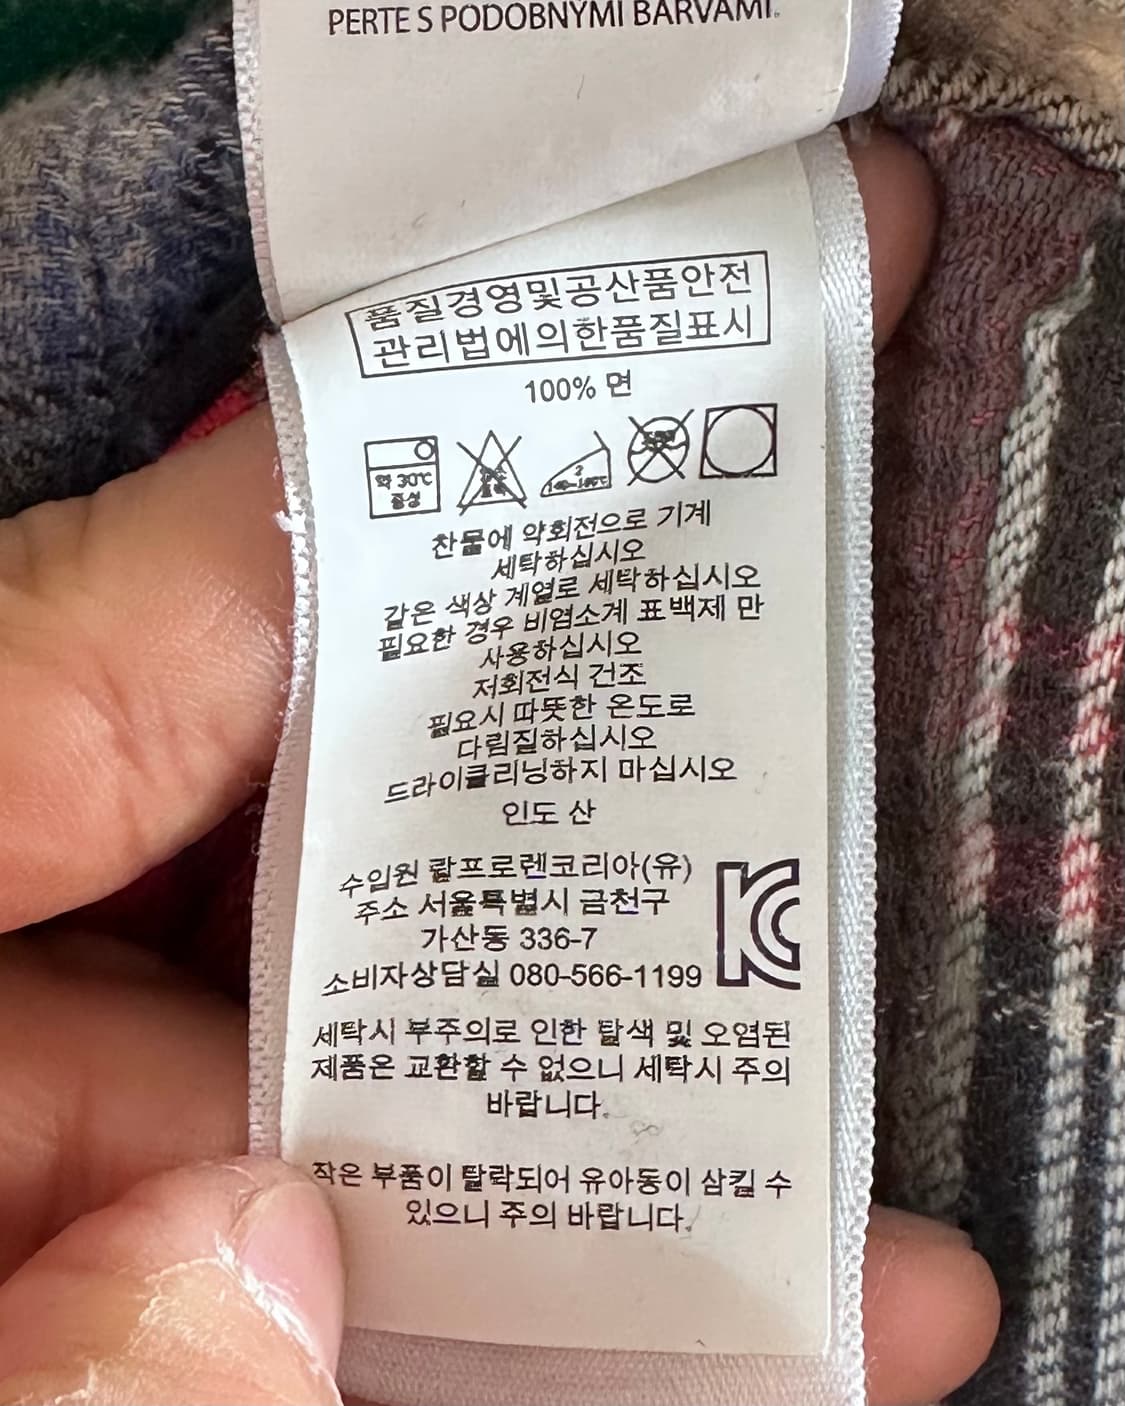 PERTE S PODOBNÝMI BARVAMI.
품질경영및공산품안전
관리법에의한품질표시
100% 면
약 30℃
중성
찬물에 약회전으로 기계
세탁하십시오
같은 색상 계열로 세탁하십시오
필요한 경우 비염소계 표백제 만
사용하십시오
저회전식 건조
필요시 따뜻한 온도로
다림질하십시오
드라이클리닝하지 마십시오
인도 산
수입원 랄프로렌코리아(유)
주소 서울특별시 금천구
가산동 336-7
소비자상담실 080-566-1199
세탁시 부주의로 인한 탈색 및 오염된
제품은 교환할 수 없으니 세탁시 주의
바랍니다.
작은 부품이 탈락되어 유아동이 삼킬 수
있으니 주의 바랍니다.